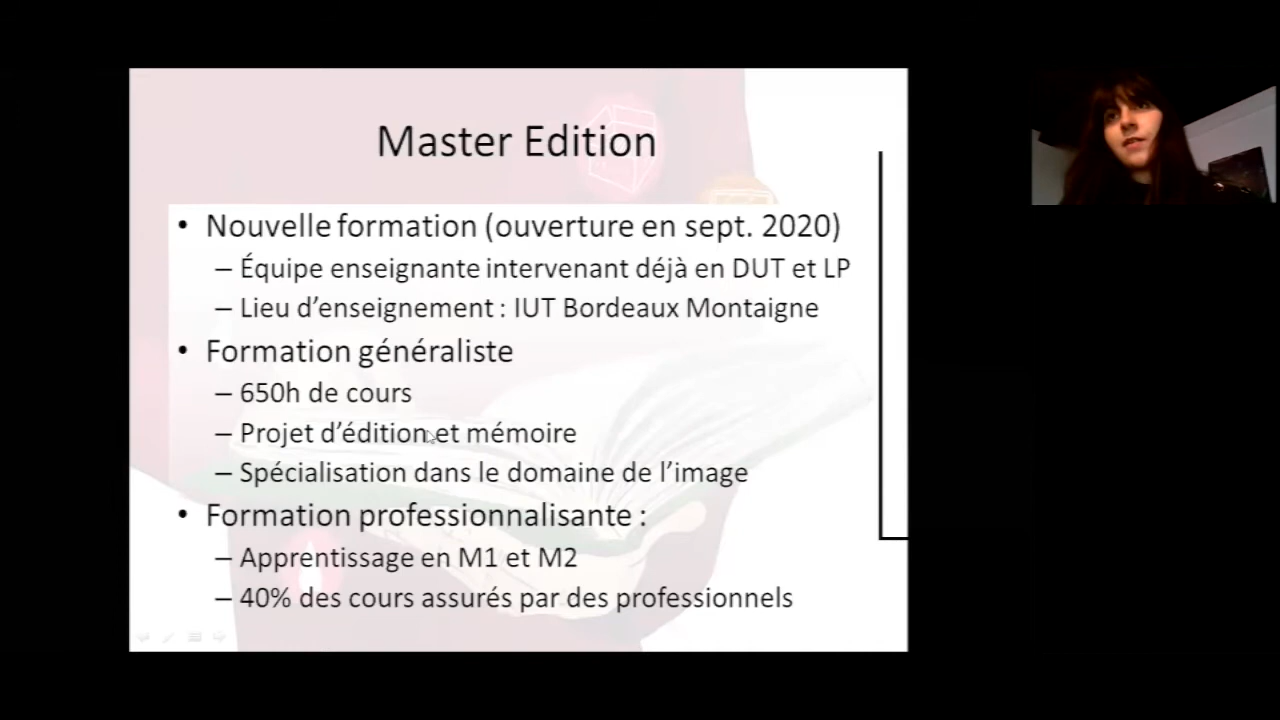 Master Edition
• Nouvelle formation (ouverture en sept. 2020)
– Équipe enseignante intervenant déjà en DUT et LP
– Lieu d’enseignement : IUT Bordeaux Montaigne
• Formation généraliste
– 650h de cours
– Projet d’édition et mémoire
– Spécialisation dans le domaine de l’image
• Formation professionnalisante :
– Apprentissage en M1 et M2
– 40% des cours assurés par des professionnels